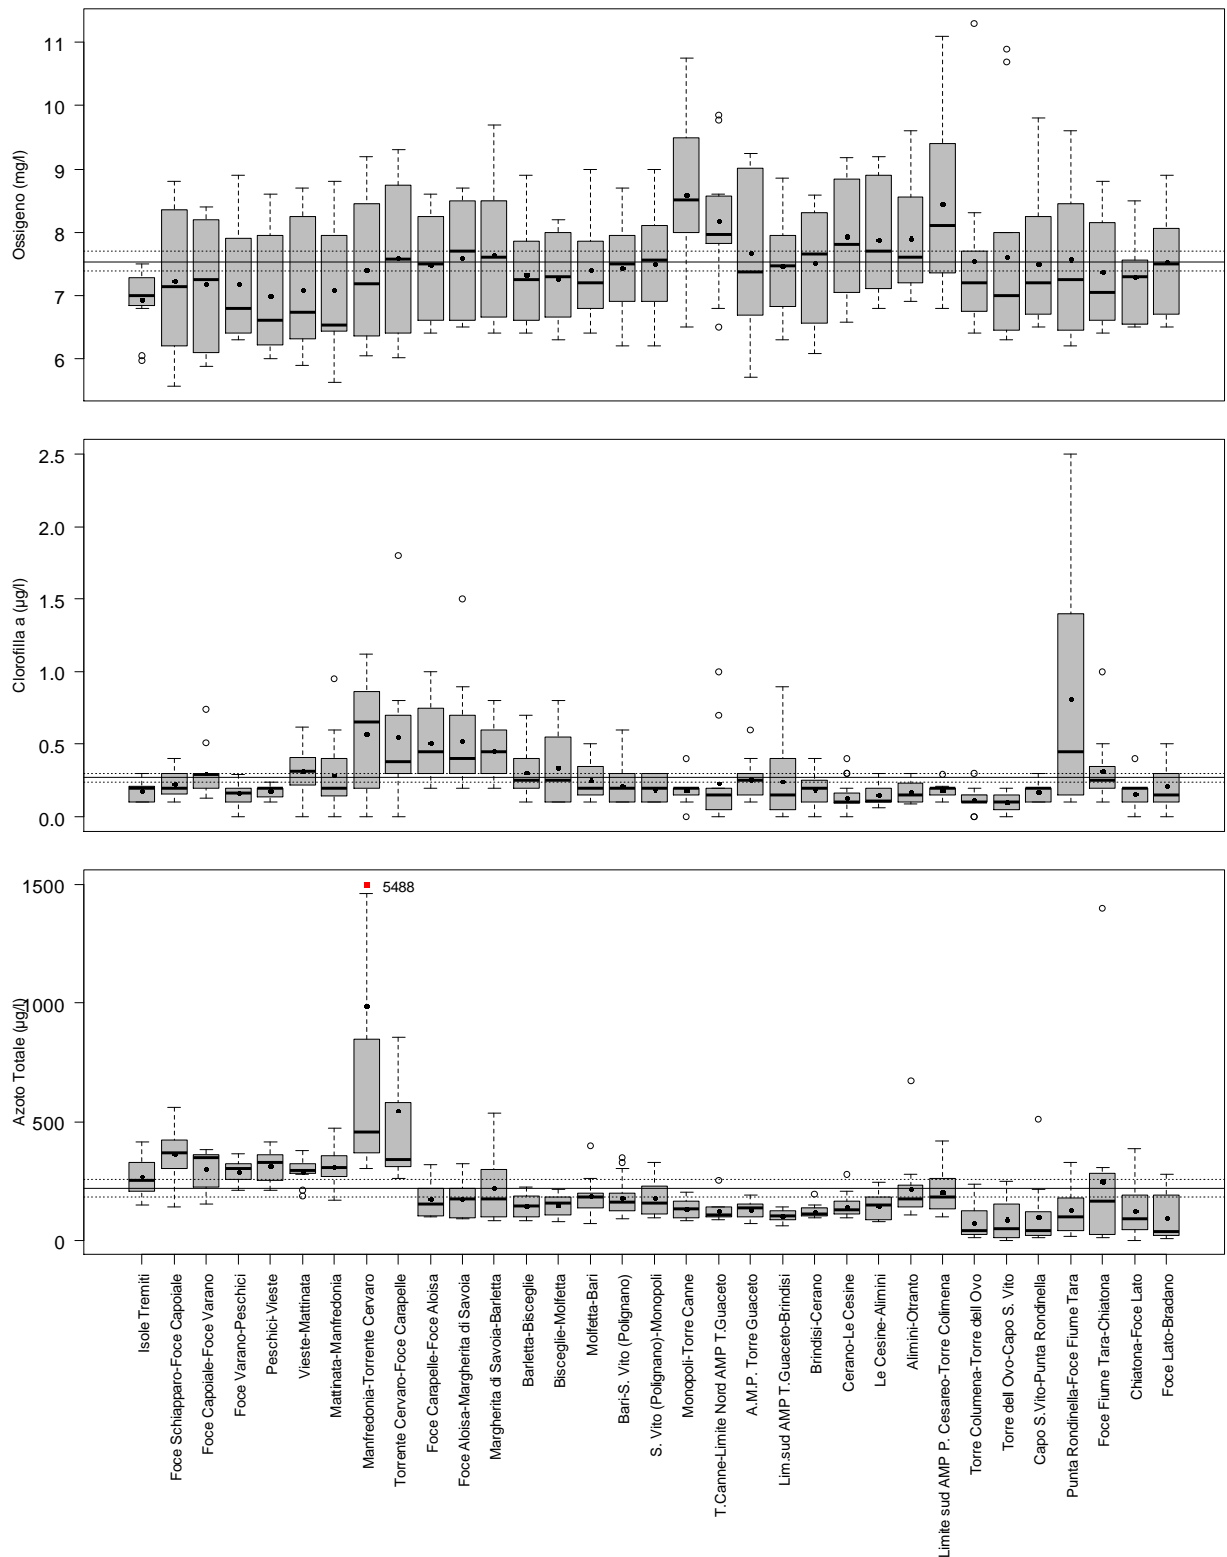 Ossigeno (mg/l)
11
10
9
8
7
6
Clorofilla a (µg/l)
2.5
2.0
1.5
1.0
0.5
0.0
Azoto Totale (µg/l)
1500
1000
500
0
5488
Isole Tremiti
Foce Schiapparo-Foce Capoiale
Foce Capoiale-Foce Varano
Foce Varano-Peschici
Peschici-Vieste
Vieste-Mattinata
Mattinata-Manfredonia
Manfredonia-Torrente Cervaro
Torrente Cervaro-Foce Carapelle
Foce Carapelle-Foce Aloisa
Foce Aloisa-Margherita di Savoia
Margherita di Savoia-Barletta
Barletta-Bisceglie
Bisceglie-Molfetta
Molfetta-Bari
Bari-S. Vito (Polignano)
S. Vito (Polignano)-Monopoli
Monopoli-Torre Canne
T.Canne-Limite Nord AMP T.Guaceto
A.M.P. Torre Guaceto
Lim.sud AMP T.Guaceto-Brindisi
Brindisi-Cerano
Cerano-Le Cesine
Le Cesine-Alimini
Alimini-Otranto
Limite sud AMP P. Cesareo-Torre Colimena
Torre Columena-Torre dell Ovo
Torre dell Ovo-Capo S. Vito
Capo S.Vito-Punta Rondinella
Punta Rondinella-Foce Fiume Tara
Foce Fiume Tara-Chiatona
Chiatona-Foce Lato
Foce Lato-Bradano